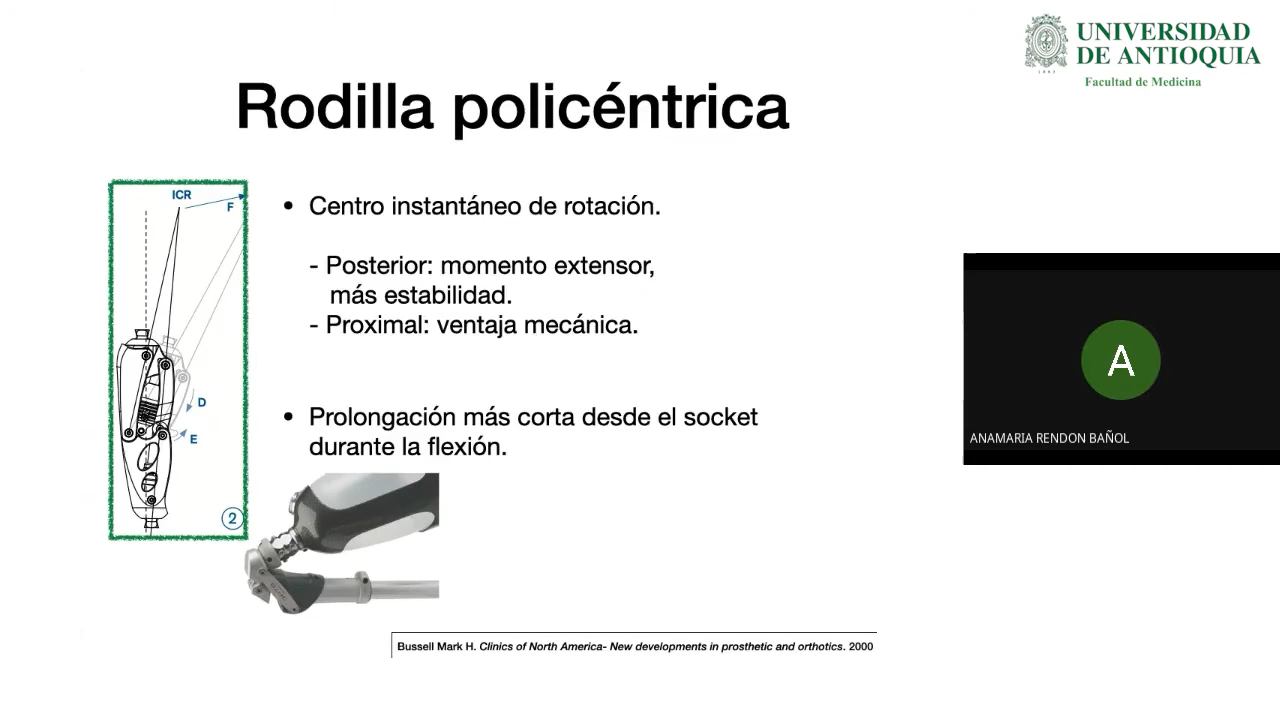 UNIVERSIDAD
DE ANTIOQUIA
1803
Facultad de Medicina
Rodilla policéntrica
ICR
F
D
E
2
• Centro instantáneo de rotación.
- Posterior: momento extensor,
más estabilidad.
- Proximal: ventaja mecánica.
• Prolongación más corta desde el socket
durante la flexión.
A
ANAMARIA RENDON BAÑOL
Bussell Mark H. Clinics of North America- New developments in prosthetic and orthotics. 2000